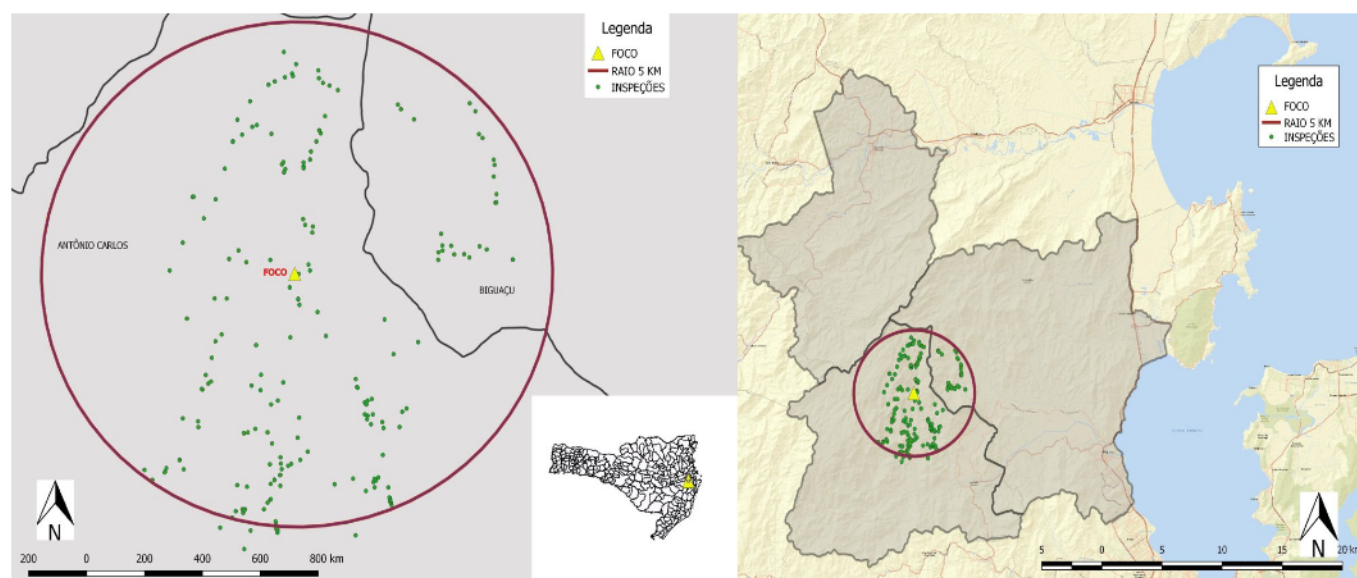 Legenda
FOCO
RAIO 5 KM
INSPEÇÕES
ANTÔNIO CARLOS
FOCO
BIGUAÇU
N
200 0 200 400 600 800 km
Legenda
FOCO
RAIO 5 KM
INSPEÇÕES
N
5 0 5 10 15 20 km